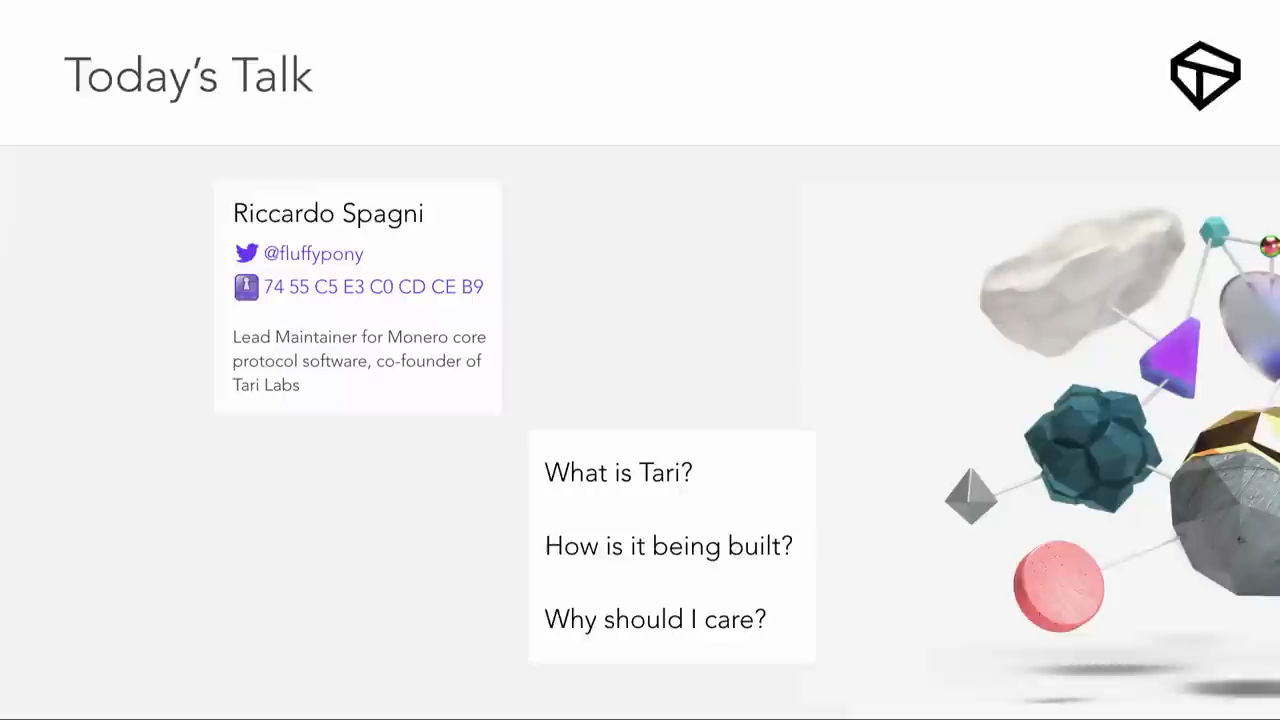 Today’s Talk
Riccardo Spagni
@fluffypony
74 55 C5 E3 C0 CD CE B9
Lead Maintainer for Monero core
protocol software, co-founder of
Tari Labs
What is Tari?
How is it being built?
Why should I care?